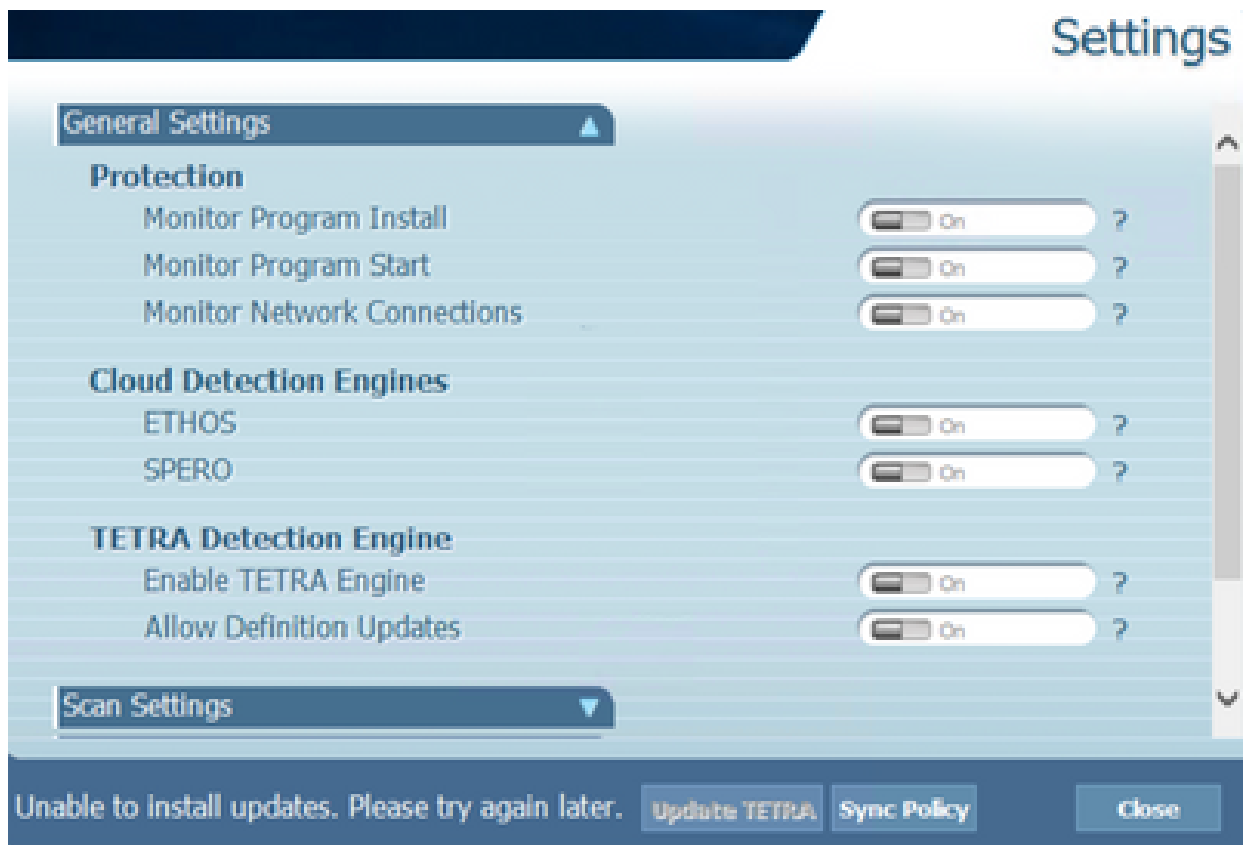 Settings
General Settings
Protection
Monitor Program Install On ?
Monitor Program Start On ?
Monitor Network Connections On ?
Cloud Detection Engines
ETHOS On ?
SPERO On ?
TETRA Detection Engine
Enable TETRA Engine On ?
Allow Definition Updates On ?
Scan Settings
Unable to install updates. Please try again later. Update TETRA Sync Policy Close